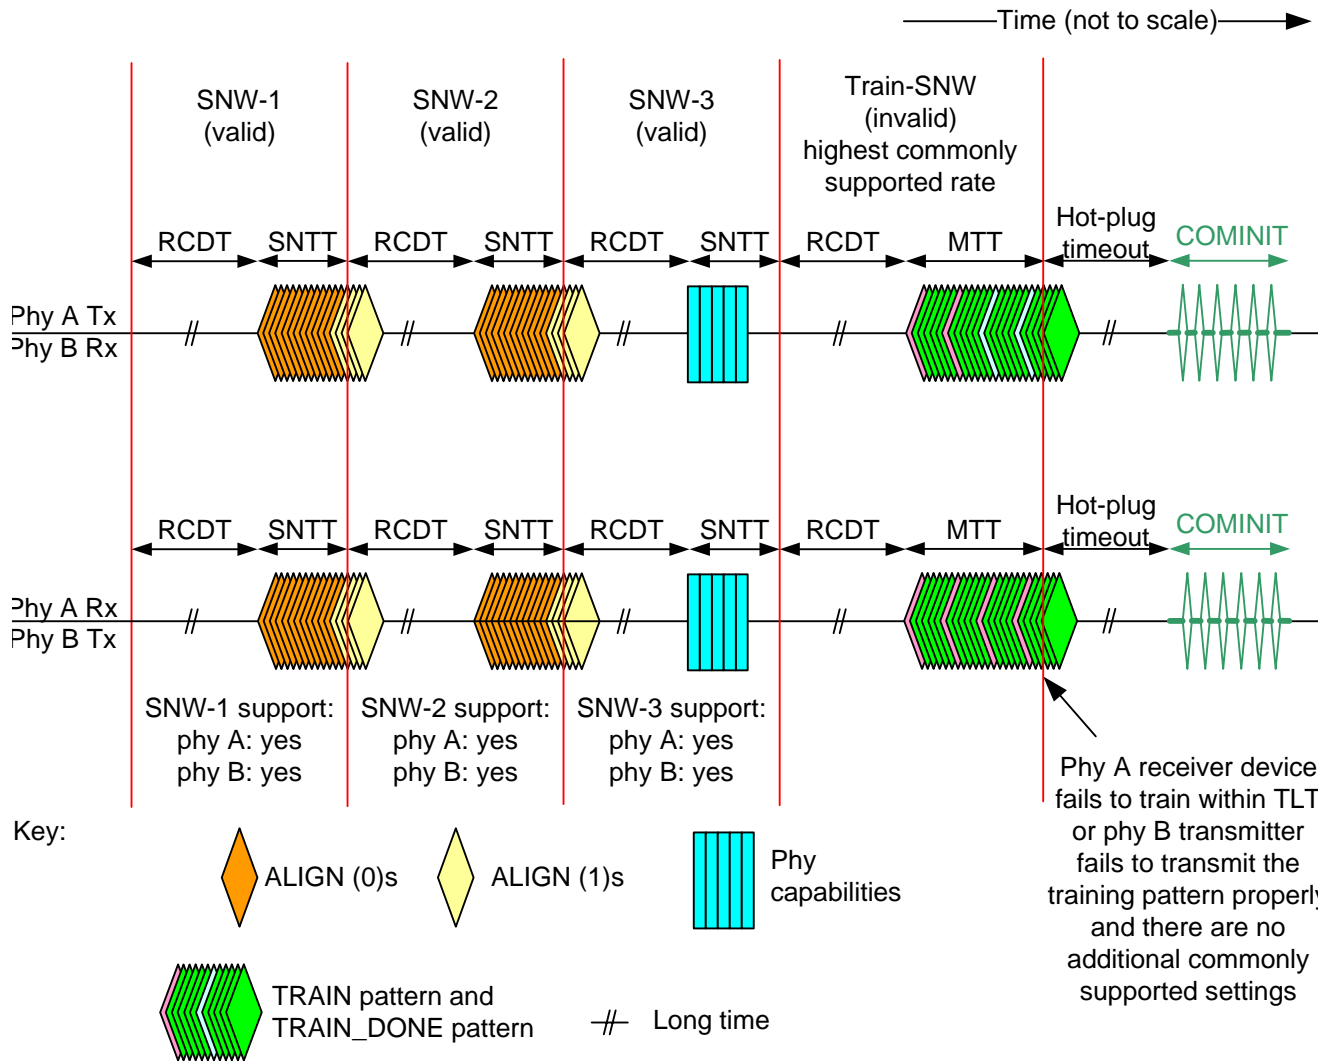 Time (not to scale)
SNW-1
(valid)
SNW-2
(valid)
SNW-3
(valid)
Train-SNW
(invalid)
highest commonly
supported rate
RCDT
SNTT
RCDT
SNTT
RCDT
SNTT
RCDT
MTT
Hot-plug
timeout
COMINIT
Phy A Tx
Phy B Rx
RCDT
SNTT
RCDT
SNTT
RCDT
SNTT
RCDT
MTT
Hot-plug
timeout
COMINIT
Phy A Rx
Phy B Tx
SNW-1 support:
phy A: yes
phy B: yes
SNW-2 support:
phy A: yes
phy B: yes
SNW-3 support:
phy A: yes
phy B: yes
Phy A receiver device
fails to train within TLT
or phy B transmitter
fails to transmit the
training pattern properly
and there are no
additional commonly
supported settings
Key:
ALIGN (0)s
ALIGN (1)s
Phy
capabilities
TRAIN pattern and
TRAIN_DONE pattern
Long time